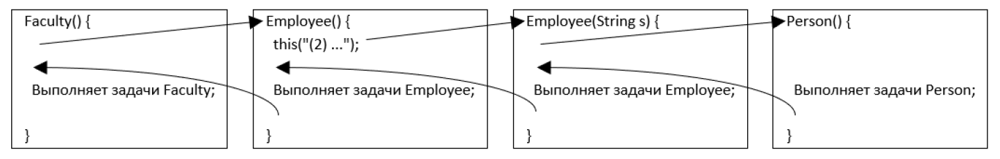 Faculty() {
Выполняет задачи Faculty;
}
Employee() {
this("(2) ...");
Выполняет задачи Employee;
}
Employee(String s) {
Выполняет задачи Employee;
}
Person() {
Выполняет задачи Person;
}